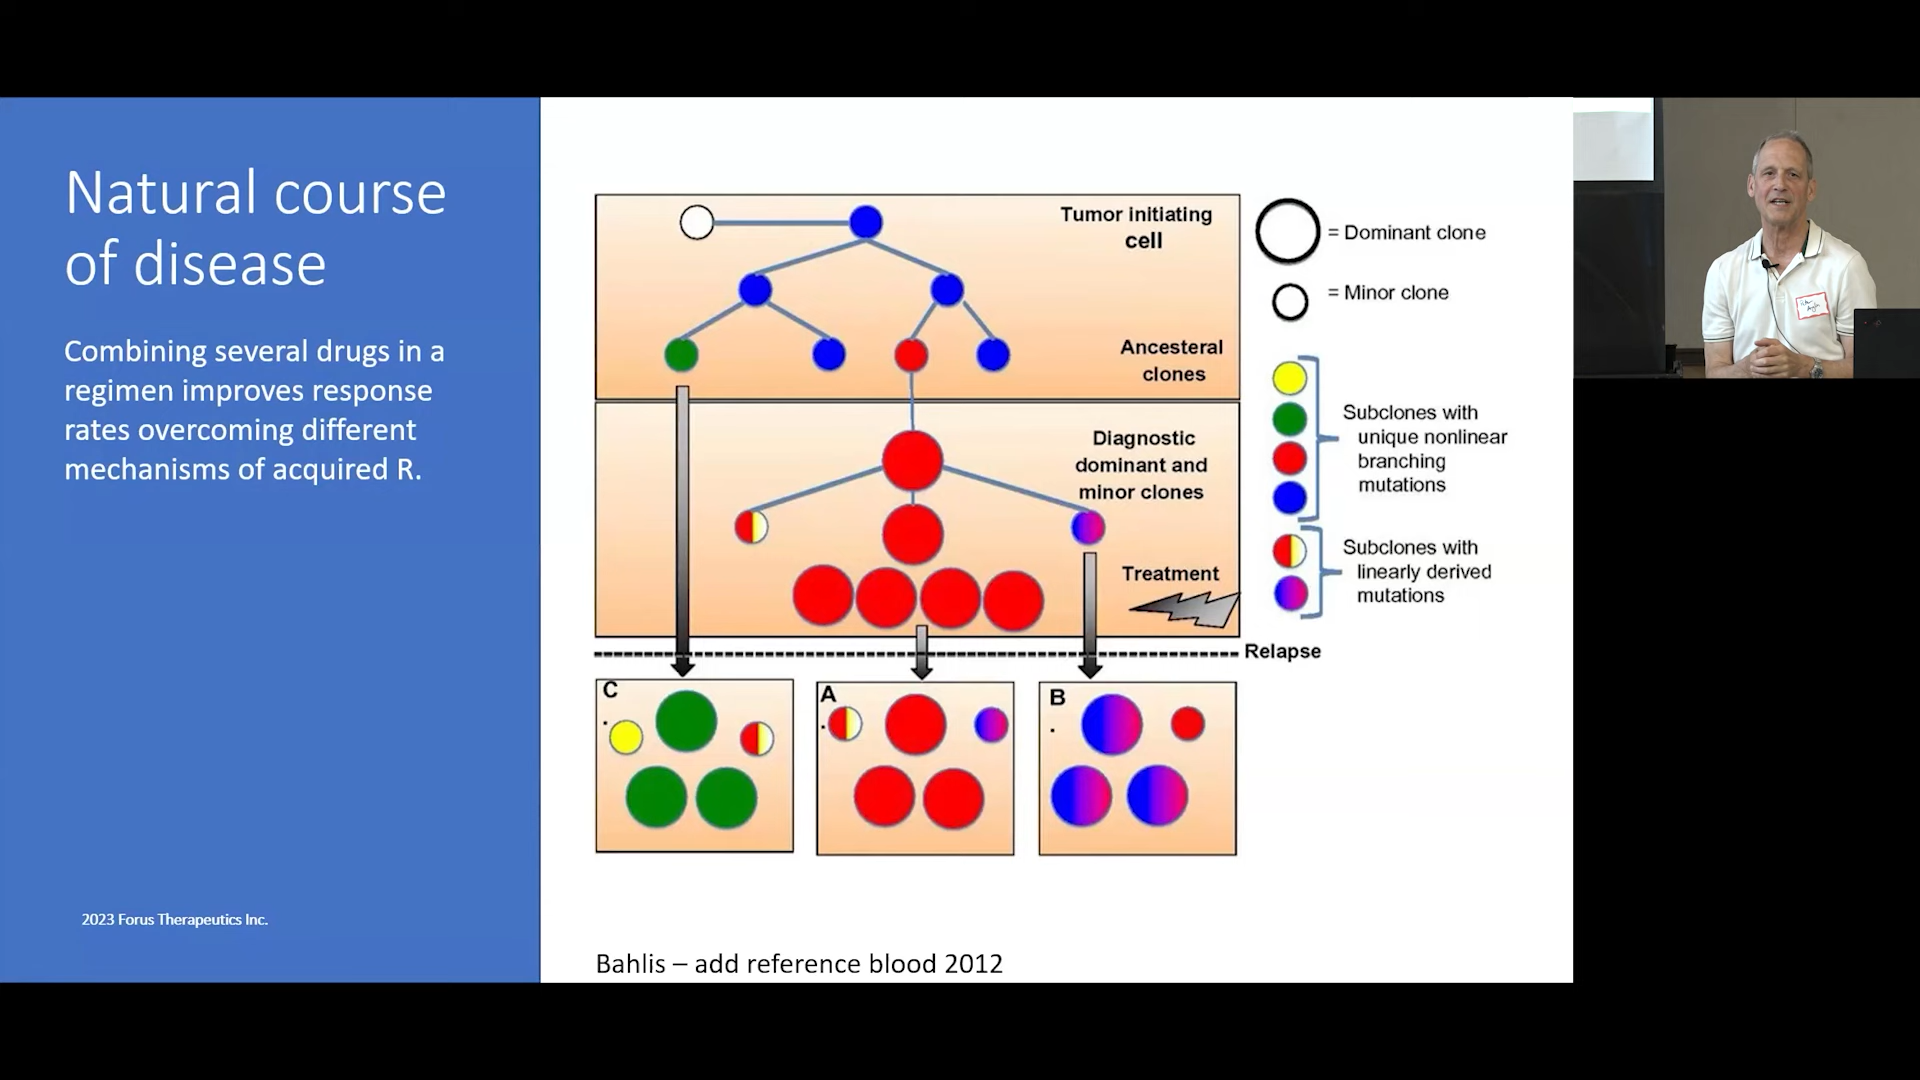 Natural course
of disease
Combining several drugs in a
regimen improves response
rates overcoming different
mechanisms of acquired R.
2023 Forus Therapeutics Inc.
Tumor initiating
cell
Ancesteral
clones
Diagnostic
dominant and
minor clones
Treatment
Relapse
= Dominant clone
= Minor clone
Subclones with
unique nonlinear
branching
mutations
Subclones with
linearly derived
mutations
C
.
A
.
B
.
Bahlis – add reference blood 2012